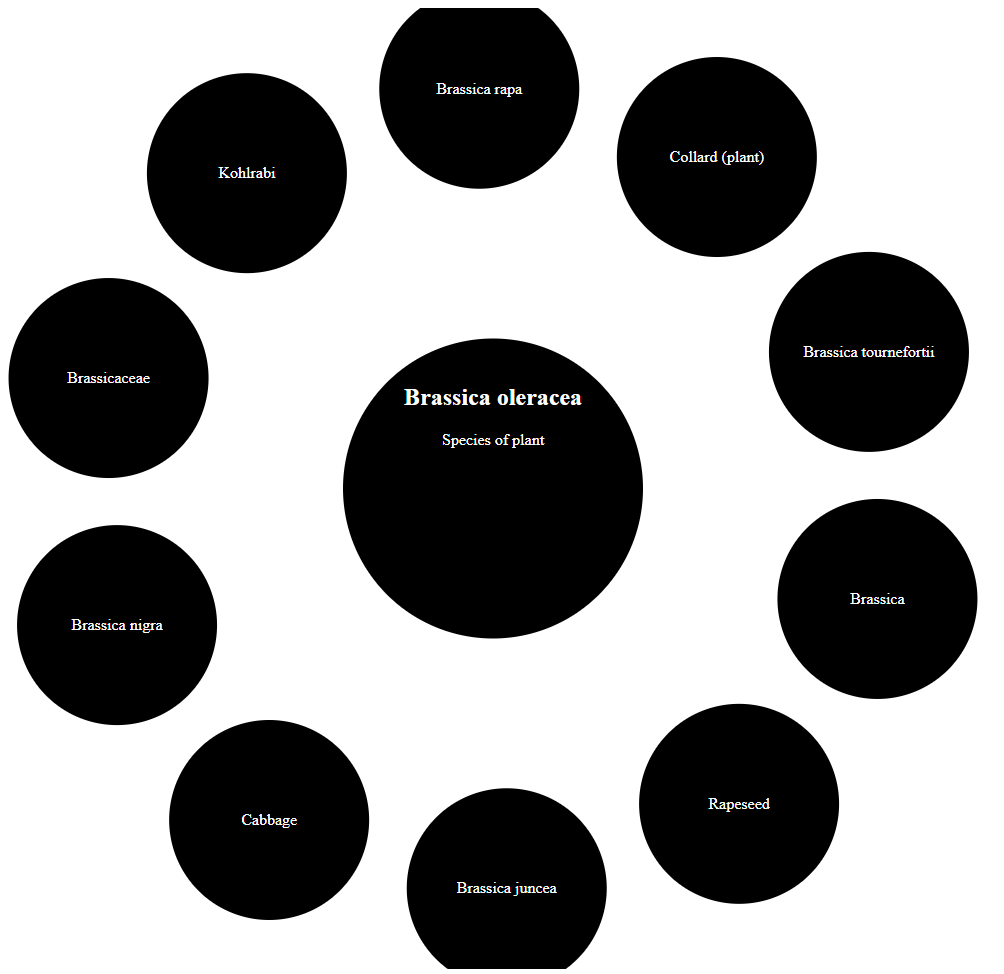 Brassica rapa
Collard (plant)
Kohlrabi
Brassica tournefortii
Brassicaceae
Brassica oleracea
Species of plant
Brassica
Brassica nigra
Rapeseed
Cabbage
Brassica juncea